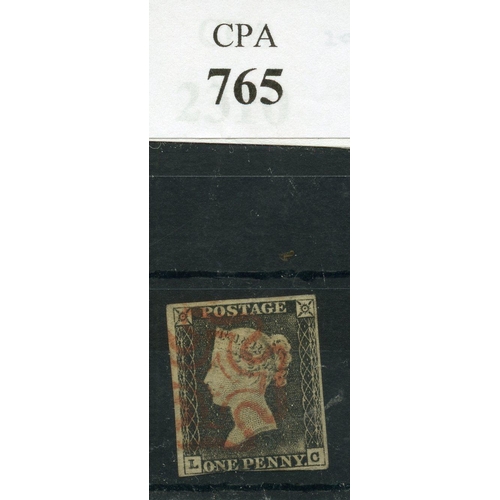 CPA
765
POSTAGE
L ONE PENNY C